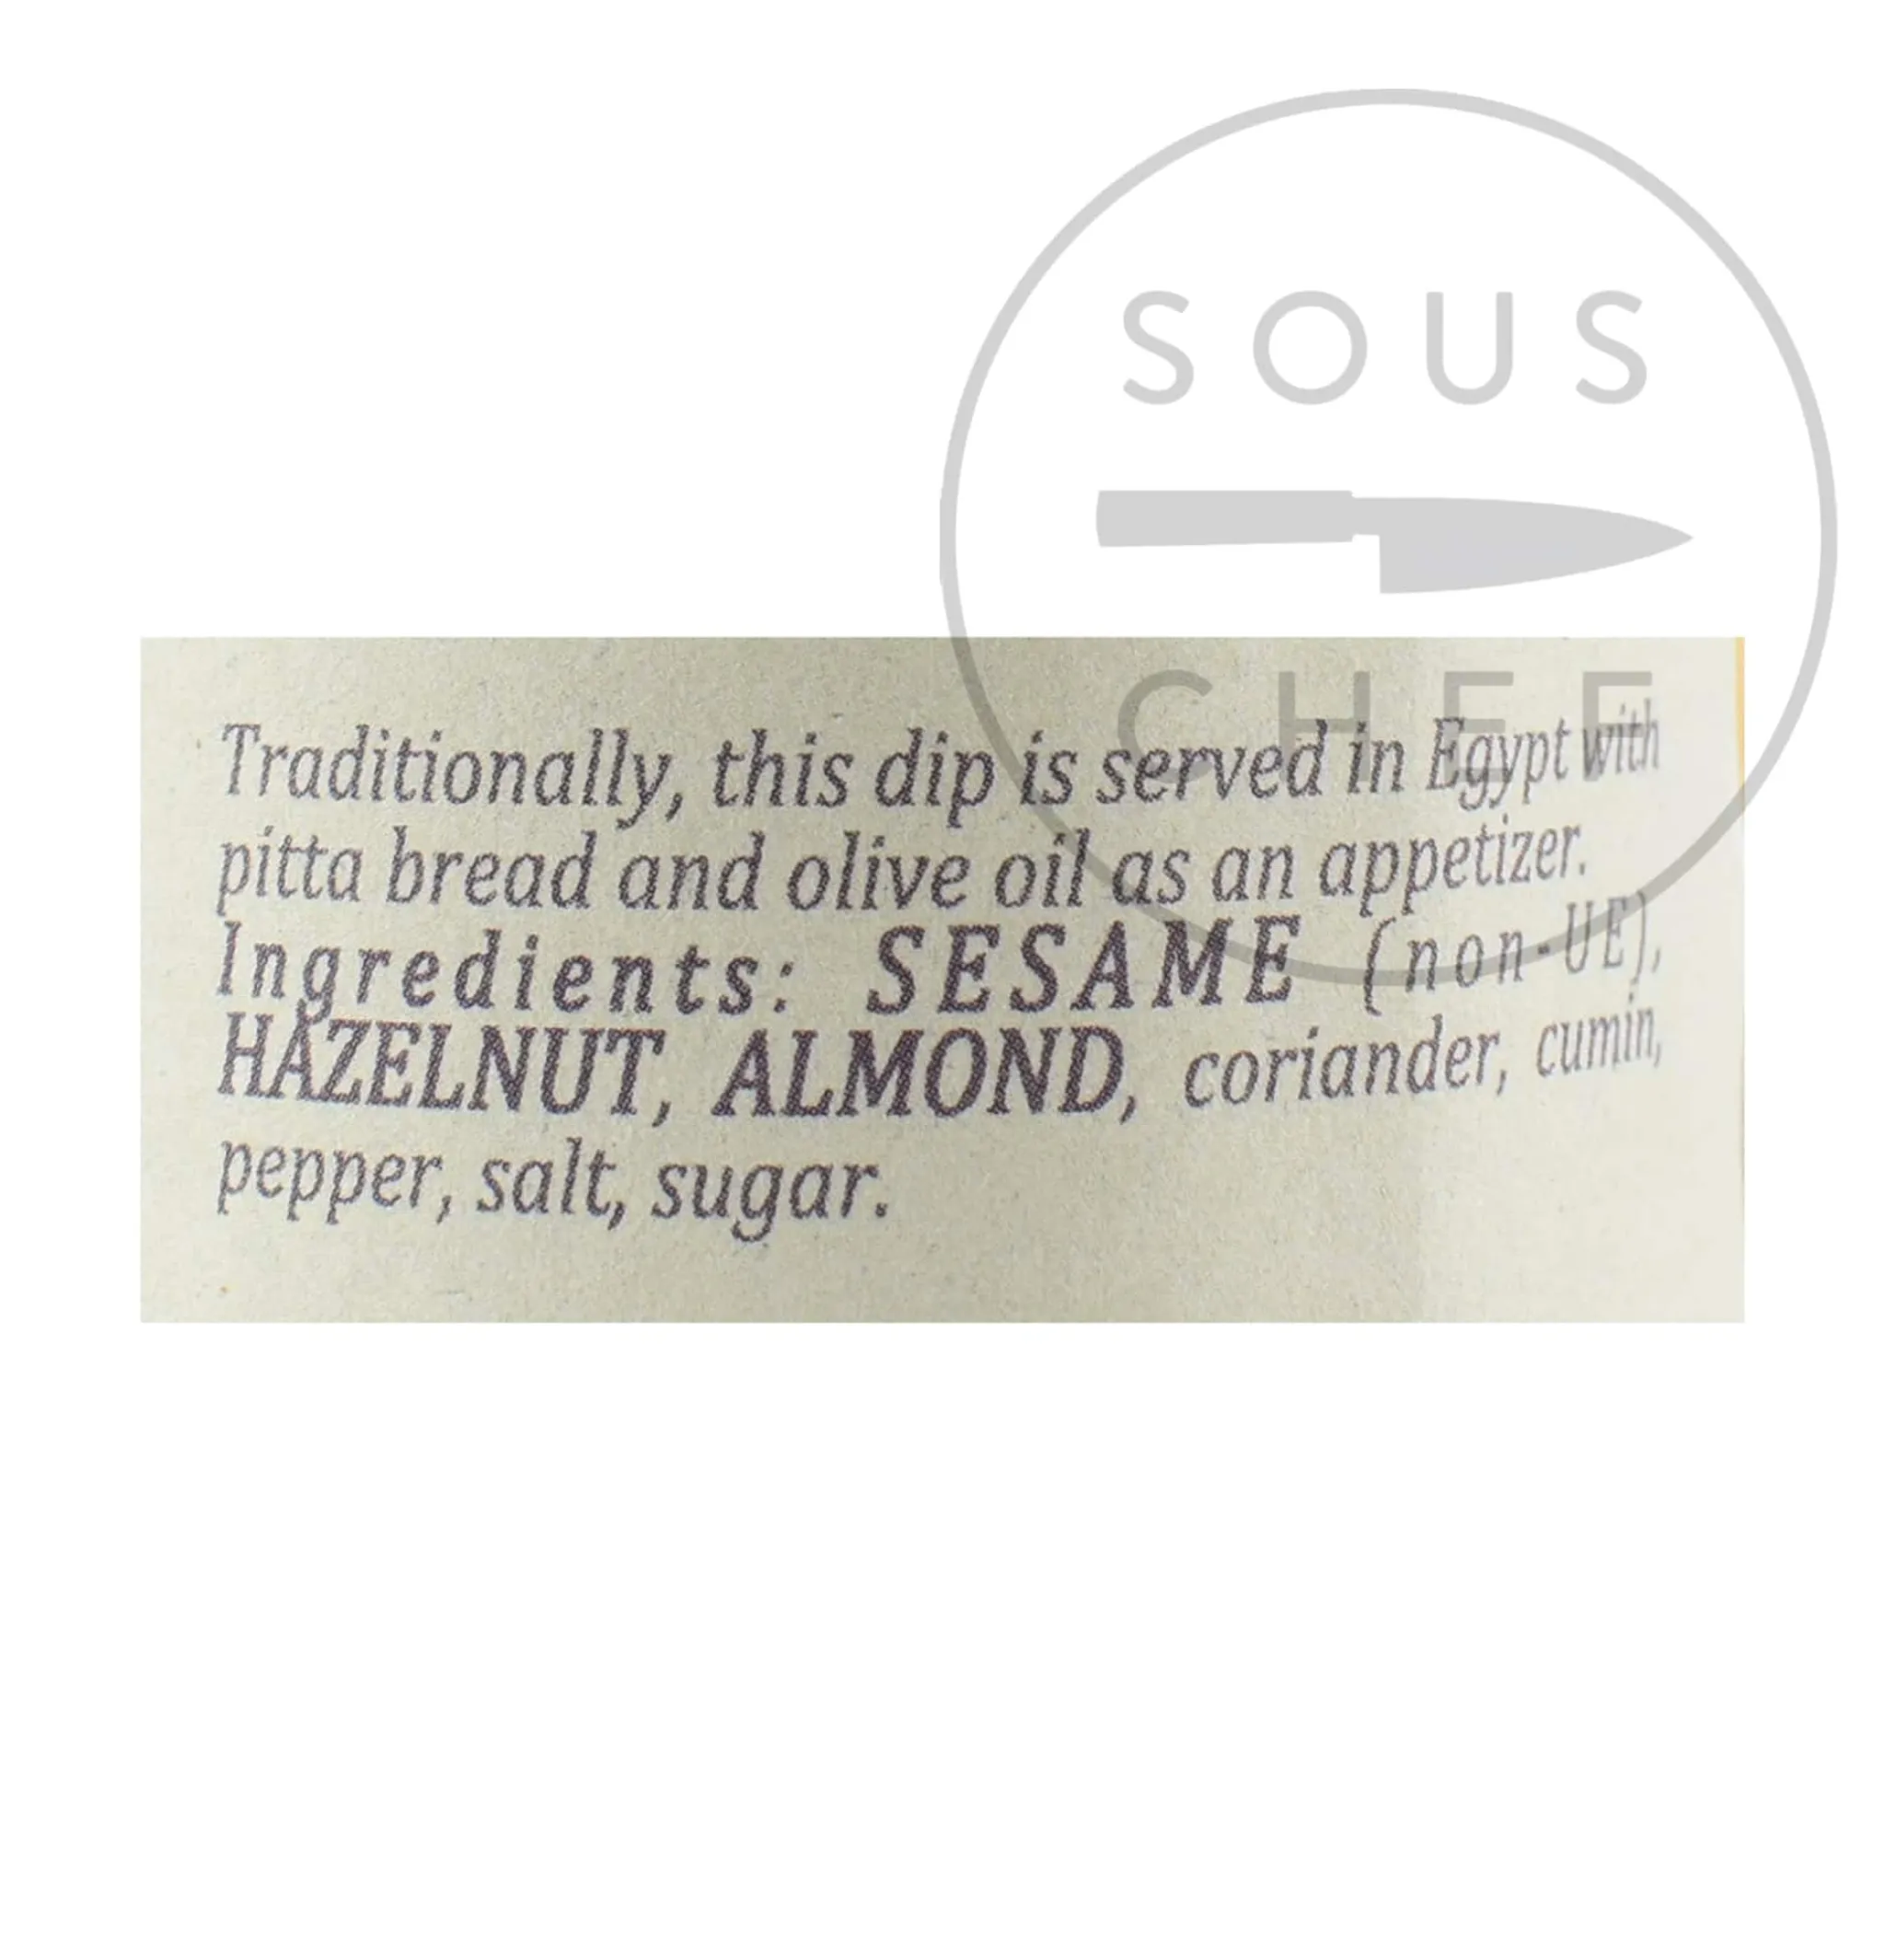 SOUS
CHEF
Traditionally, this dip is served in Egypt with
pitta bread and olive oil as an appetizer.
Ingredients: SESAME (non-UE),
HAZELNUT, ALMOND, coriander, cumin,
pepper, salt, sugar.